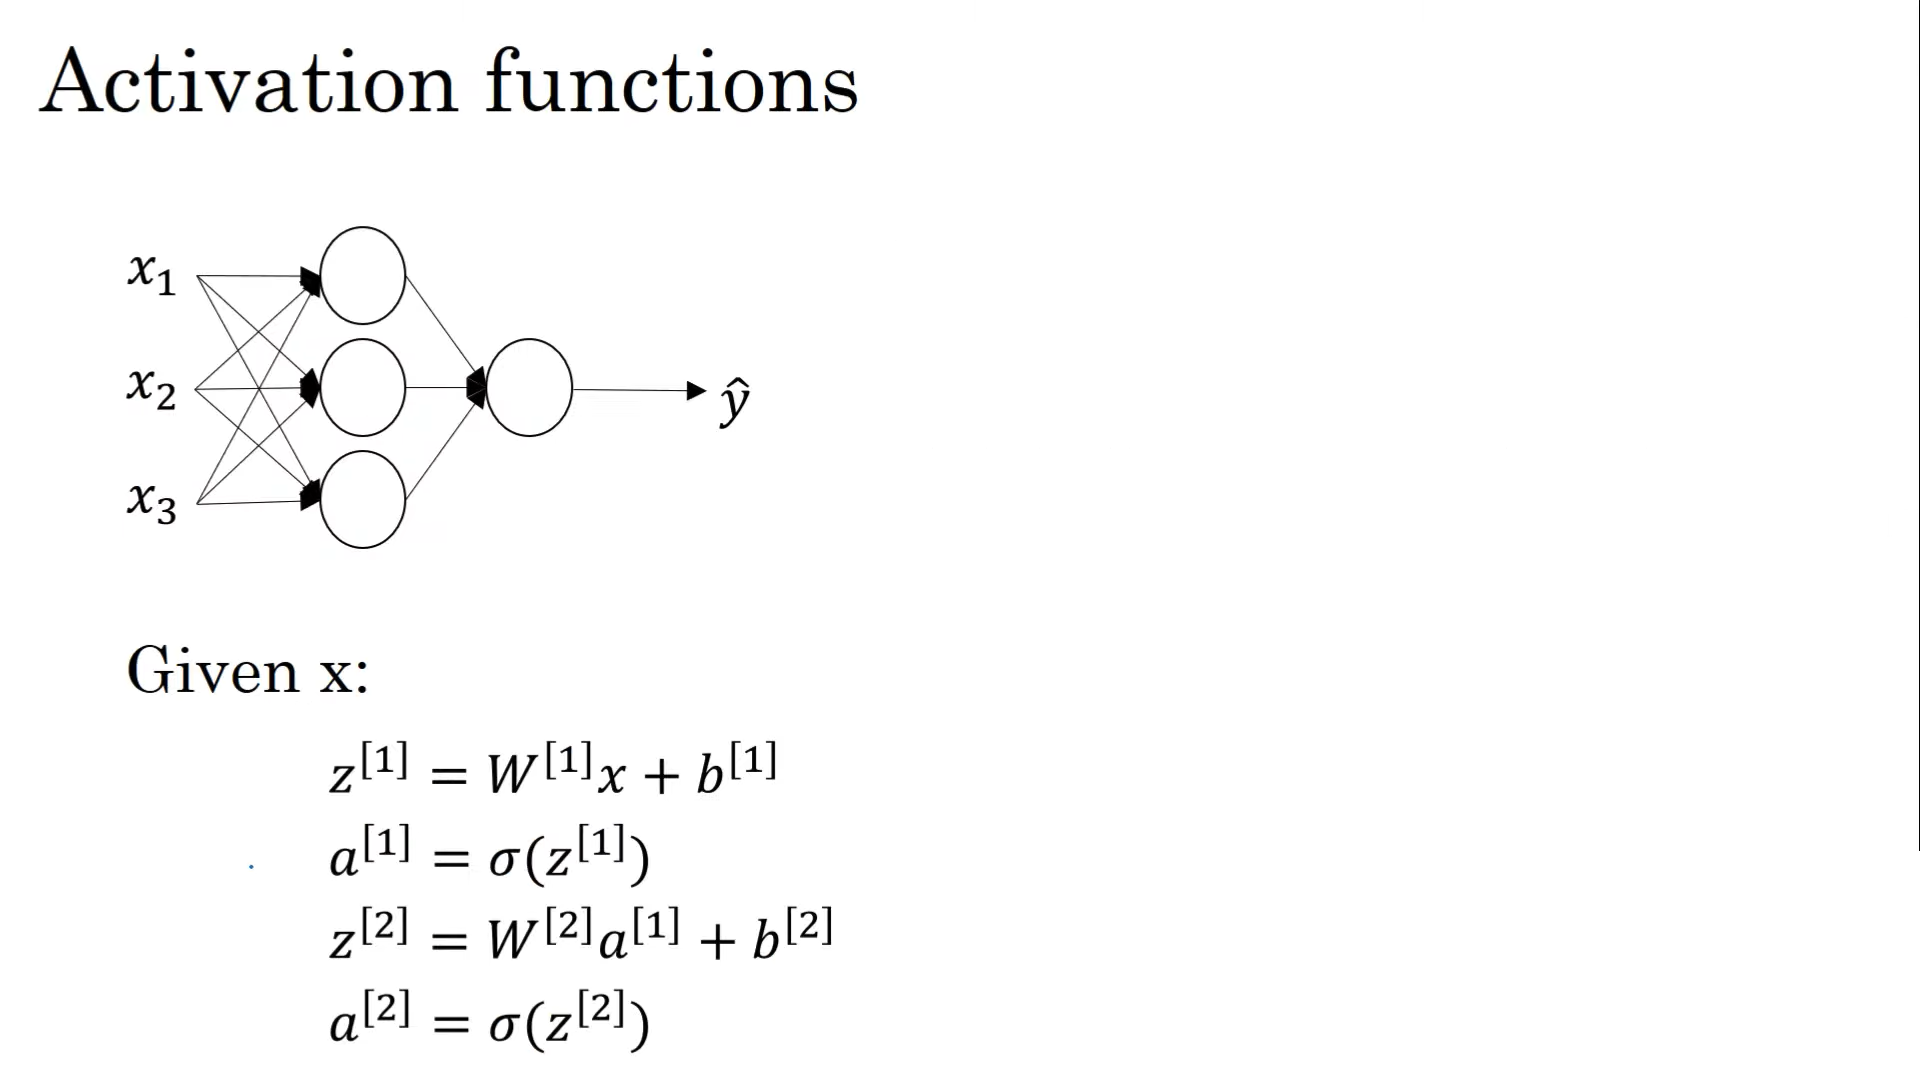 Activation functions
x₁
x₂
ŷ
x₃
Given x:
z^[1] = W^[1]x + b^[1]
a^[1] = σ(z^[1])
z^[2] = W^[2]a^[1] + b^[2]
a^[2] = σ(z^[2])